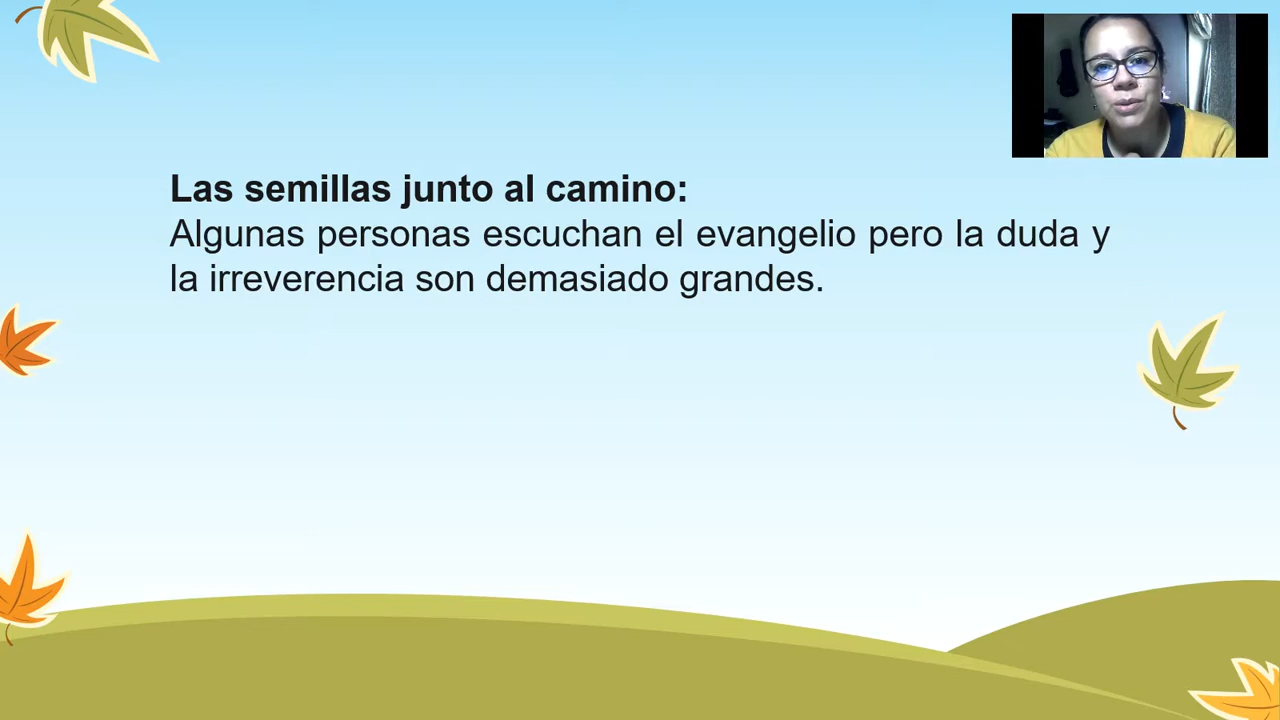 Las semillas junto al camino:
Algunas personas escuchan el evangelio pero la duda y
la irreverencia son demasiado grandes.